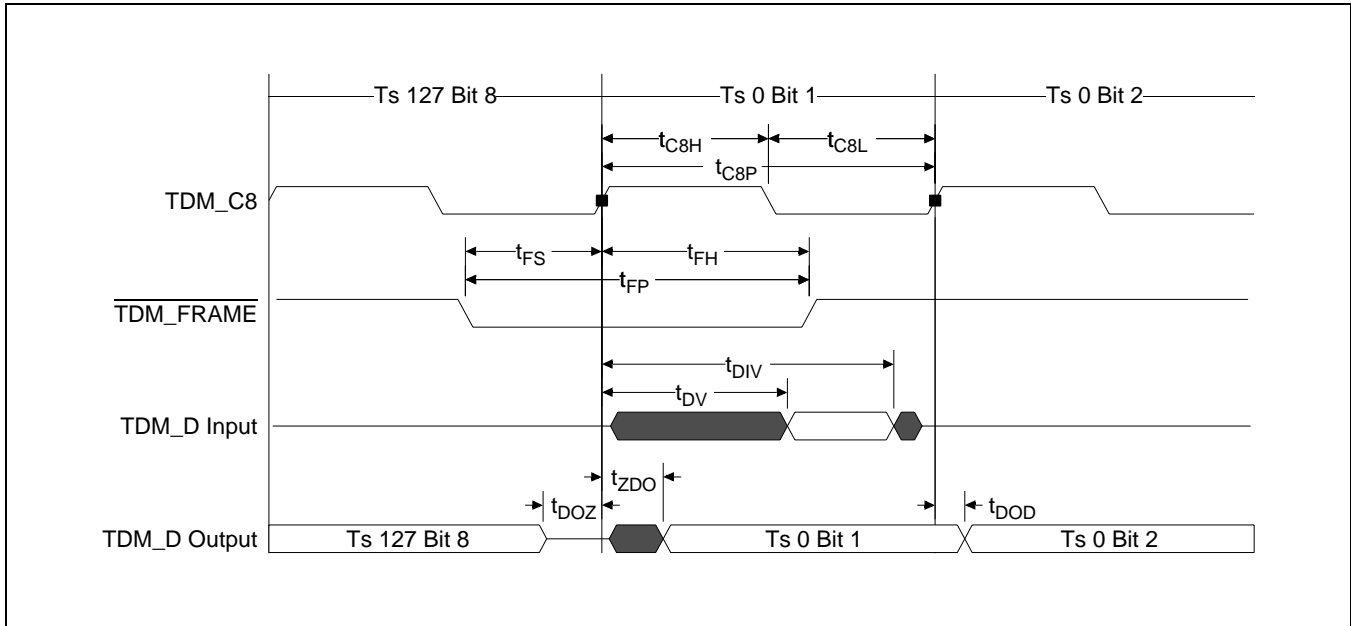 Ts 127 Bit 8 Ts 0 Bit 1 Ts 0 Bit 2
tC8H tC8L
tC8P
TDM_C8
tFS tFH
tFP
TDM_FRAME
tDIV
tDV
TDM_D Input
tZDO
tDOZ tDOD
TDM_D Output Ts 127 Bit 8 Ts 0 Bit 1 Ts 0 Bit 2